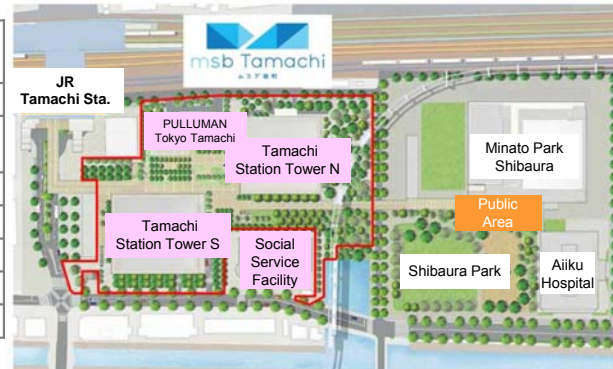 msb Tamachi
ムスブ田町
JR
Tamachi Sta.
PULLUMAN
Tokyo Tamachi
Tamachi
Station Tower N
Minato Park
Shibaura
Public
Area
Tamachi
Station Tower S
Social
Service
Facility
Shibaura Park
Aiiku
Hospital